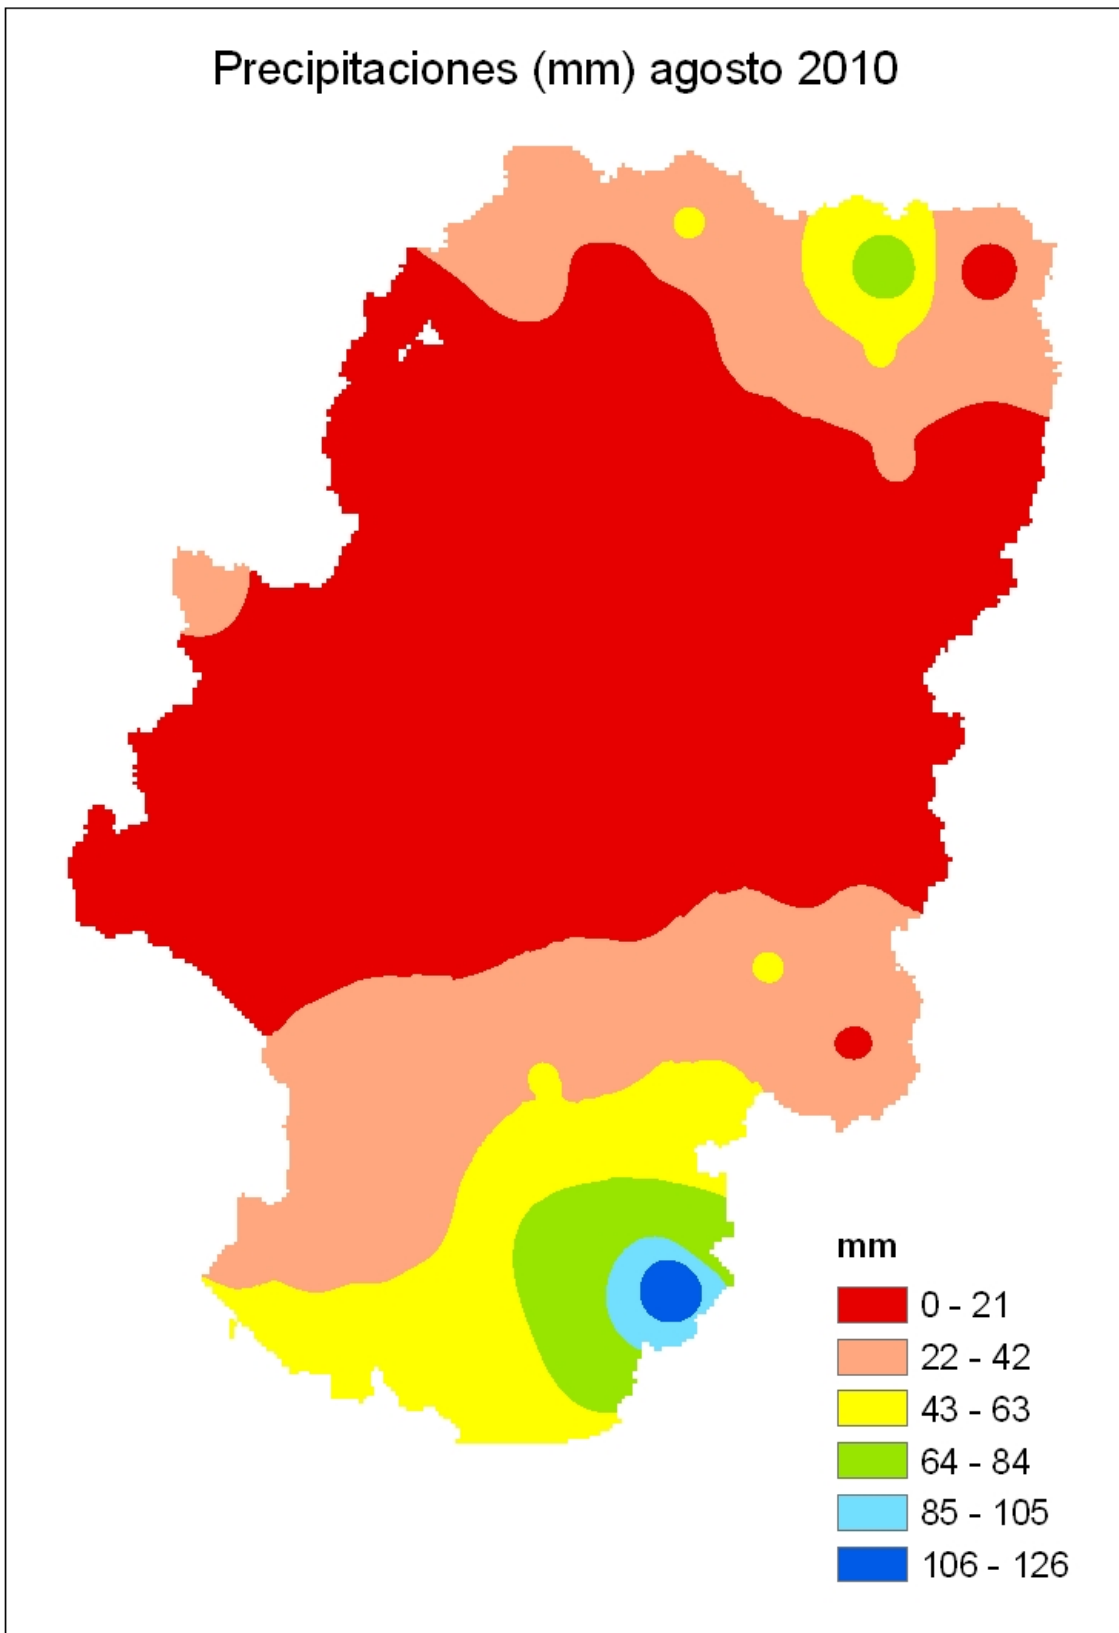 Precipitaciones (mm) agosto 2010
mm
0 - 21
22 - 42
43 - 63
64 - 84
85 - 105
106 - 126